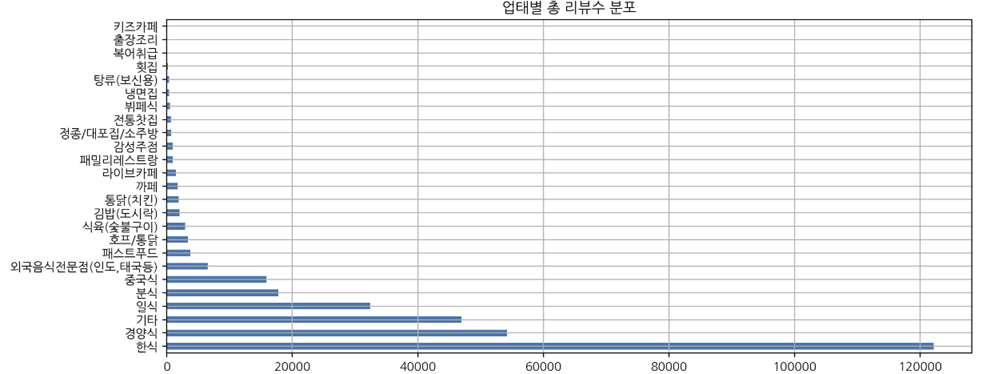 업태별 총 리뷰수 분포
키즈카페
출장조리
복어취급
횟집
탕류(보신용)
냉면집
뷔페식
전통찻집
정종/대포집/소주방
감성주점
패밀리레스트랑
라이브카페
까페
통닭(치킨)
김밥(도시락)
식육(숯불구이)
호프/통닭
패스트푸드
외국음식전문점(인도,태국등)
중국식
분식
일식
기타
경양식
한식
0 20000 40000 60000 80000 100000 120000